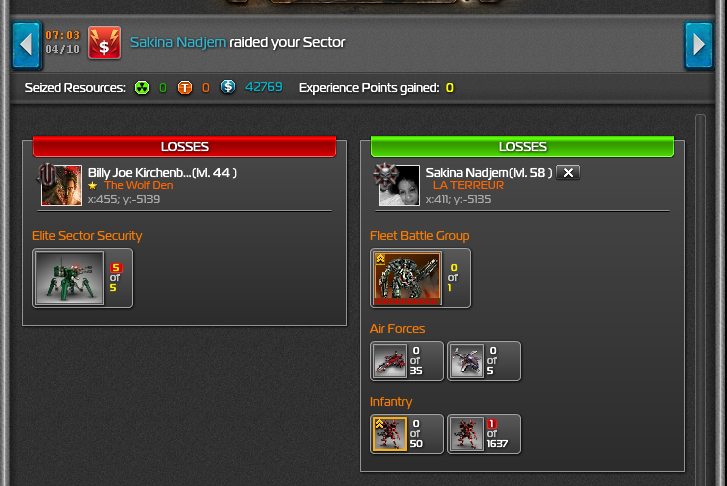 07:03
04/10
Sakina Nadjem raided your Sector
Seized Resources: 0 T 0 $ 42769 Experience Points gained: 0
LOSSES
Billy Joe Kirchenb...(lvl. 44 )
The Wolf Den
x:455; y:-5139
Elite Sector Security
5
of
5
LOSSES
Sakina Nadjem(lvl. 58 ) X
LA TERREUR
x:411; y:-5135
Fleet Battle Group
0
of
1
Air Forces
0
of
35
0
of
5
Infantry
0
of
50
1
of
1637